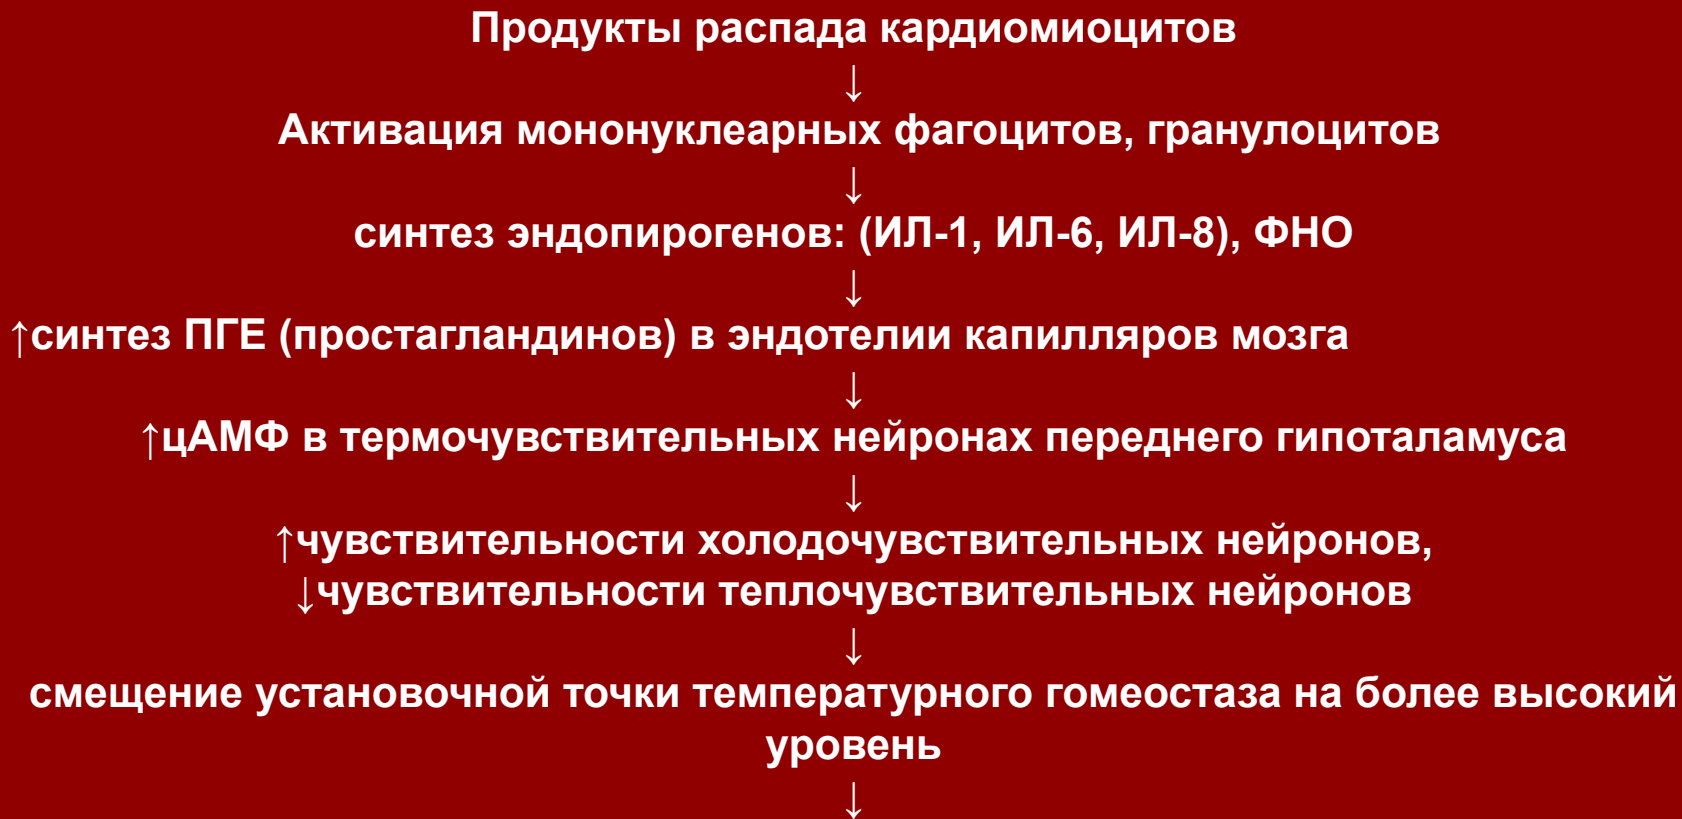 Продукты распада кардиомиоцитов
↓
Активация мононуклеарных фагоцитов, гранулоцитов
↓
синтез эндопирогенов: (ИЛ-1, ИЛ-6, ИЛ-8), ФНО
↓
↑синтез ПГЕ (простагландинов) в эндотелии капилляров мозга
↓
↑цАМФ в термочувствительных нейронах переднего гипоталамуса
↓
↑чувствительности холодочувствительных нейронов,
↓чувствительности теплочувствительных нейронов
↓
смещение установочной точки температурного гомеостаза на более высокий
уровень
↓